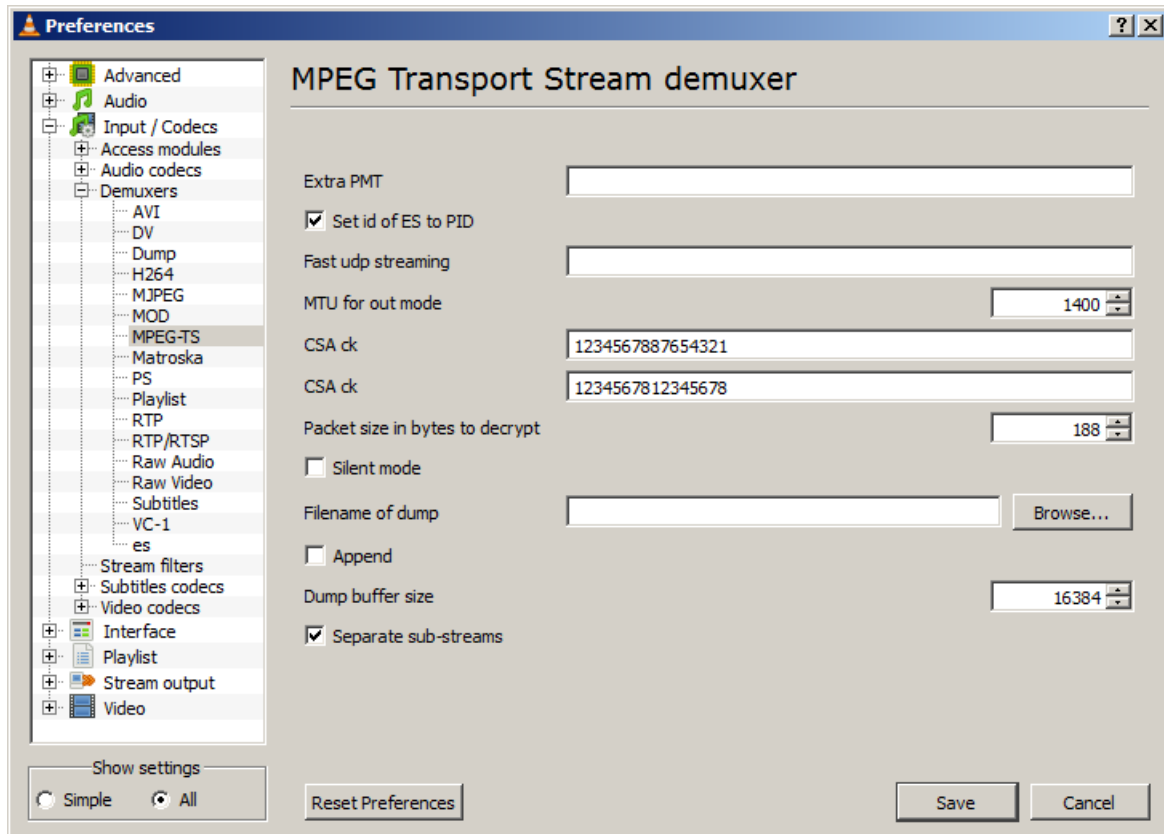 Preferences
Advanced
Audio
Input / Codecs
Access modules
Audio codecs
Demuxers
AVI
DV
Dump
H264
MJPEG
MOD
MPEG-TS
Matroska
PS
Playlist
RTP
RTP/RTSP
Raw Audio
Raw Video
Subtitles
VC-1
es
Stream filters
Subtitles codecs
Video codecs
Interface
Playlist
Stream output
Video
Show settings
Simple All
MPEG Transport Stream demuxer
Extra PMT
Set id of ES to PID
Fast udp streaming
MTU for out mode 1400
CSA ck 1234567887654321
CSA ck 1234567812345678
Packet size in bytes to decrypt 188
Silent mode
Filename of dump Browse...
Append
Dump buffer size 16384
Separate sub-streams
Reset Preferences Save Cancel